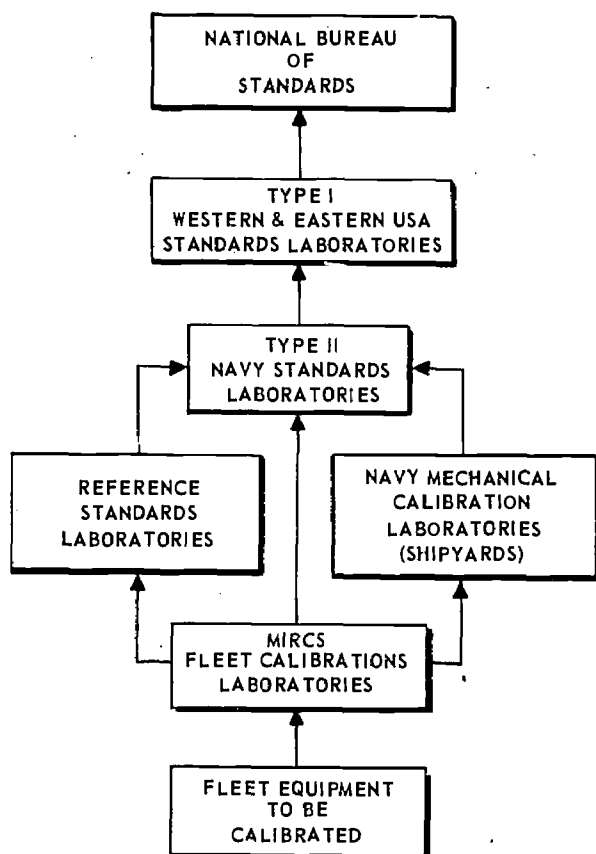 NATIONAL BUREAU
OF
STANDARDS
TYPE I
WESTERN & EASTERN USA
STANDARDS LABORATORIES
TYPE II
NAVY STANDARDS
LABORATORIES
REFERENCE
STANDARDS
LABORATORIES
NAVY MECHANICAL
CALIBRATION
LABORATORIES
(SHIPYARDS)
MIRCS
FLEET CALIBRATIONS
LABORATORIES
FLEET EQUIPMENT
TO BE
CALIBRATED